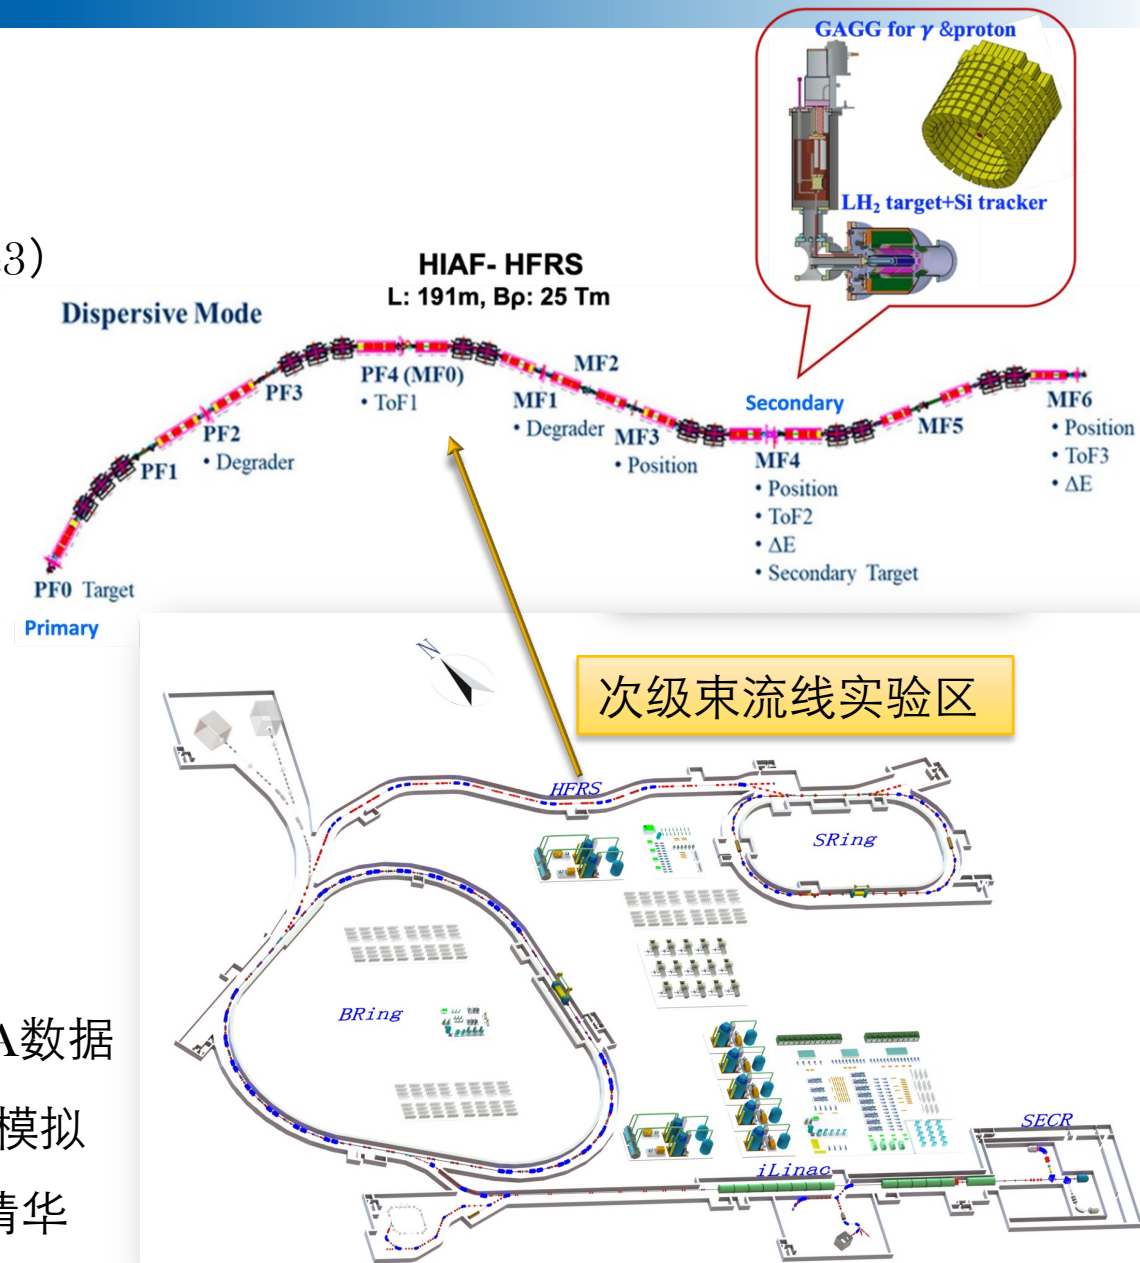 GAGG for γ &proton
LH₂ target+Si tracker
3)
HIAF- HFRS
L: 191m, Bρ: 25 Tm
Dispersive Mode
PF0 Target
Primary
PF1
PF2
• Degrader
PF3
PF4 (MF0)
• ToF1
MF1
• Degrader
MF2
MF3
• Position
Secondary
MF4
• Position
• ToF2
• ΔE
• Secondary Target
MF5
MF6
• Position
• ToF3
• ΔE
N
次级束流线实验区
HFRS
SRing
BRing
iLinac
SECR
A数据
模拟
清华